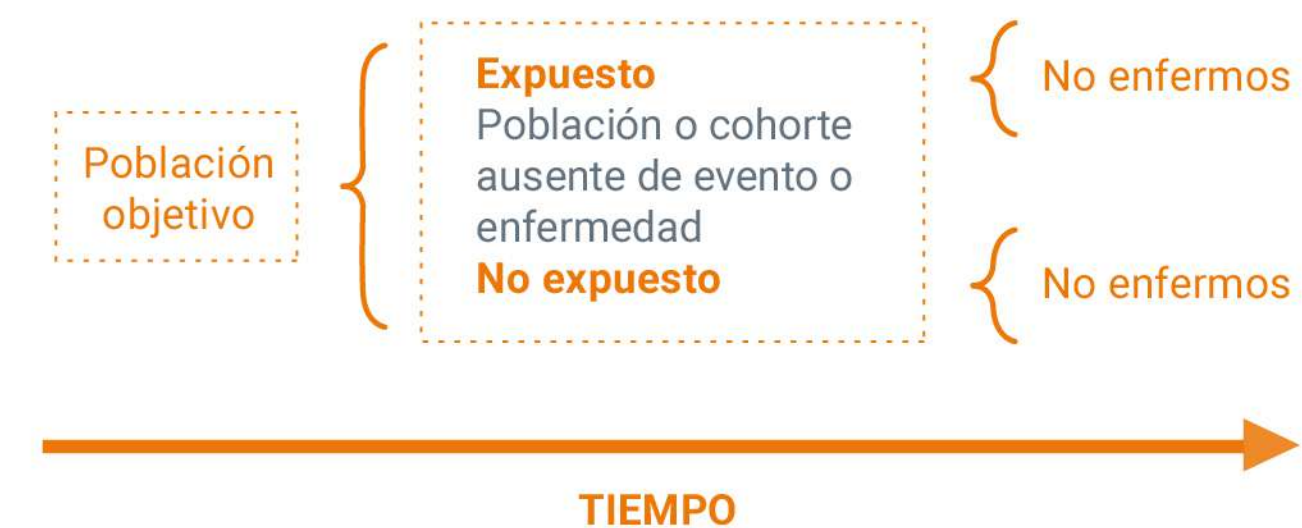 Población
objetivo
Expuesto
Población o cohorte
ausente de evento o
enfermedad
No expuesto
No enfermos
No enfermos
TIEMPO